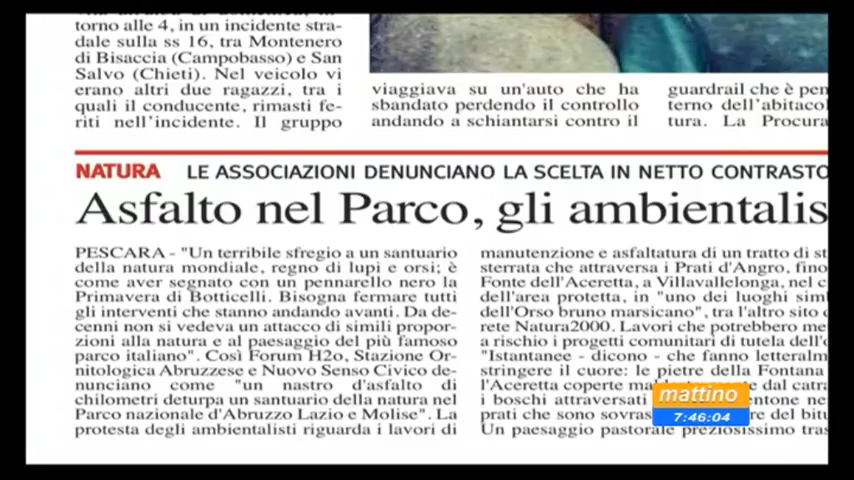 torno alle 4, in un incidente stra-
dale sulla ss 16, tra Montenero
di Bisaccia (Campobasso) e San
Salvo (Chieti). Nel veicolo vi
erano altri due ragazzi, tra i
quali il conducente, rimasti fe-
riti nell'incidente. Il gruppo
viaggiava su un'auto che ha
sbandato perdendo il controllo
andando a schiantarsi contro il
guardrail che è pen
terno dell'abitacol
tura. La Procura
NATURA LE ASSOCIAZIONI DENUNCIANO LA SCELTA IN NETTO CONTRASTO
Asfalto nel Parco, gli ambientalis
PESCARA - "Un terribile sfregio a un santuario
della natura mondiale, regno di lupi e orsi; è
come aver segnato con un pennarello nero la
Primavera di Botticelli. Bisogna fermare tutti
gli interventi che stanno andando avanti. Da de-
cenni non si vedeva un attacco di simili propor-
zioni alla natura e al paesaggio del più famoso
parco italiano". Così Forum H2o, Stazione Or-
nitologica Abruzzese e Nuovo Senso Civico de-
nunciano come "un nastro d'asfalto di
chilometri deturpa un santuario della natura nel
Parco nazionale d'Abruzzo Lazio e Molise". La
protesta degli ambientalisti riguarda i lavori di
manutenzione e asfaltatura di un tratto di st
sterrata che attraversa i Prati d'Angro, fino
Fonte dell'Aceretta, a Villavallelonga, nel c
dell'area protetta, in "uno dei luoghi sim
dell'Orso bruno marsicano", tra l'altro sito
rete Natura2000. Lavori che potrebbero me
a rischio i progetti comunitari di tutela dell'
"Istantanee - dicono - che fanno letteralm
stringere il cuore: le pietre della Fontana
l'Aceretta coperte dal catra
i boschi attraversati ne
prati che sono sovras re del bitu
Un paesaggio pastorale preziosissimo tras
mattino
7:46:04